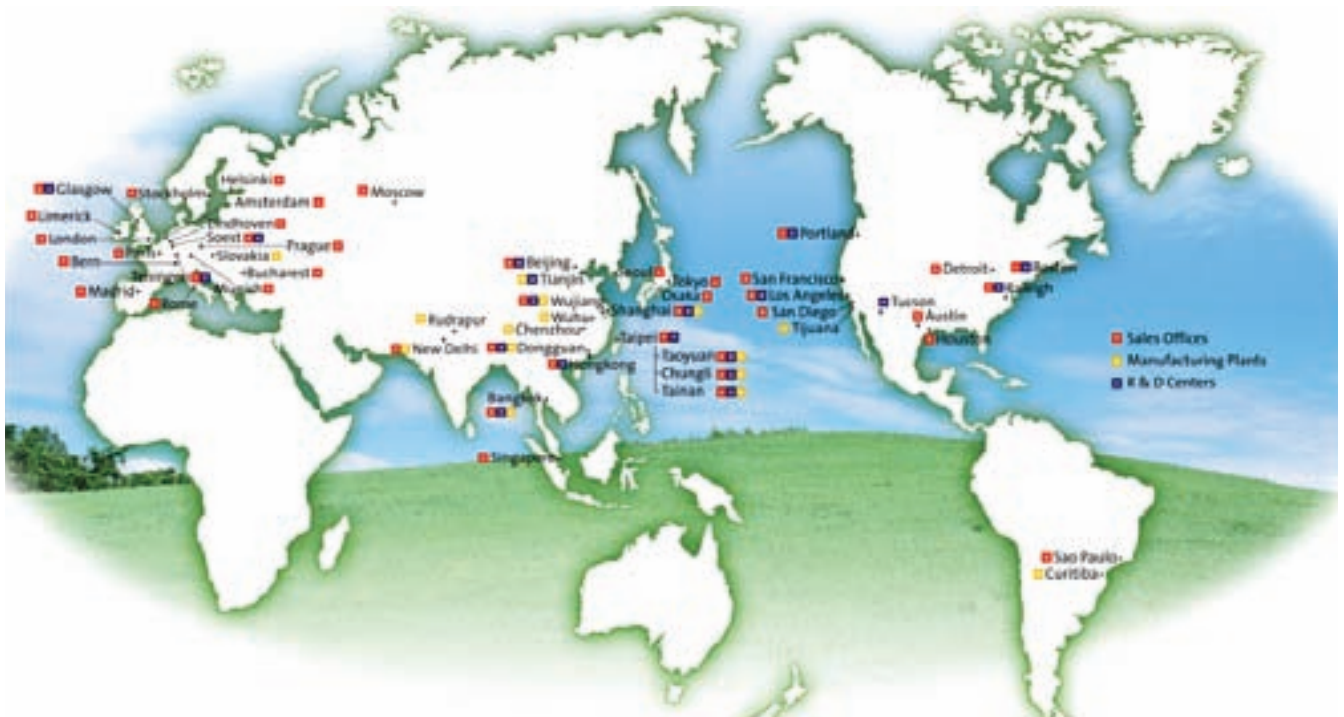 Helsinki
Moscow
Glasgow
Stockholm
Amsterdam
Limerick
Eindhoven
London
Soest
Prague
Paris
Slovakia
Bern
Bucharest
Madrid
Rome
Beijing
Seoul
Tianjin
Tokyo
Wujiang
Osaka
Wuhan
Shanghai
Rudrapur
Chenzhou
New Delhi
Dongguan
Taipei
Hongkong
Taoyuan
Chungli
Tainan
Bangkok
Singapore
Portland
San Francisco
Los Angeles
San Diego
Tijuana
Detroit
Boston
Raleigh
Tucson
Austin
Houston
Sales Offices
Manufacturing Plants
R & D Centers
Sao Paulo
Curitiba